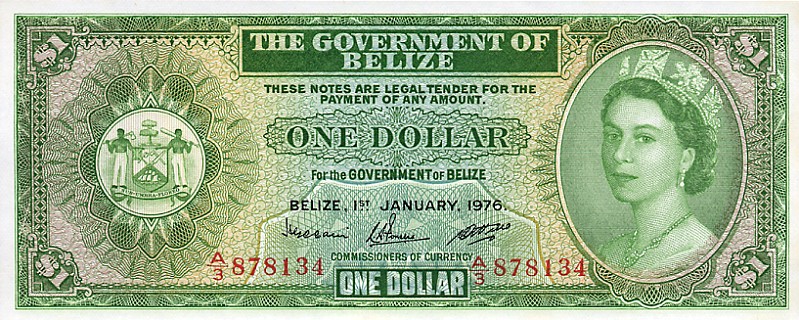 $1
THE GOVERNMENT OF
BELIZE
THESE NOTES ARE LEGAL TENDER FOR THE
PAYMENT OF ANY AMOUNT.
ONE DOLLAR
For the GOVERNMENT of BELIZE
BELIZE, 1ST JANUARY, 1976.
A/3 878134
COMMISSIONERS OF CURRENCY
A/3 878134
$1
ONE DOLLAR
$1